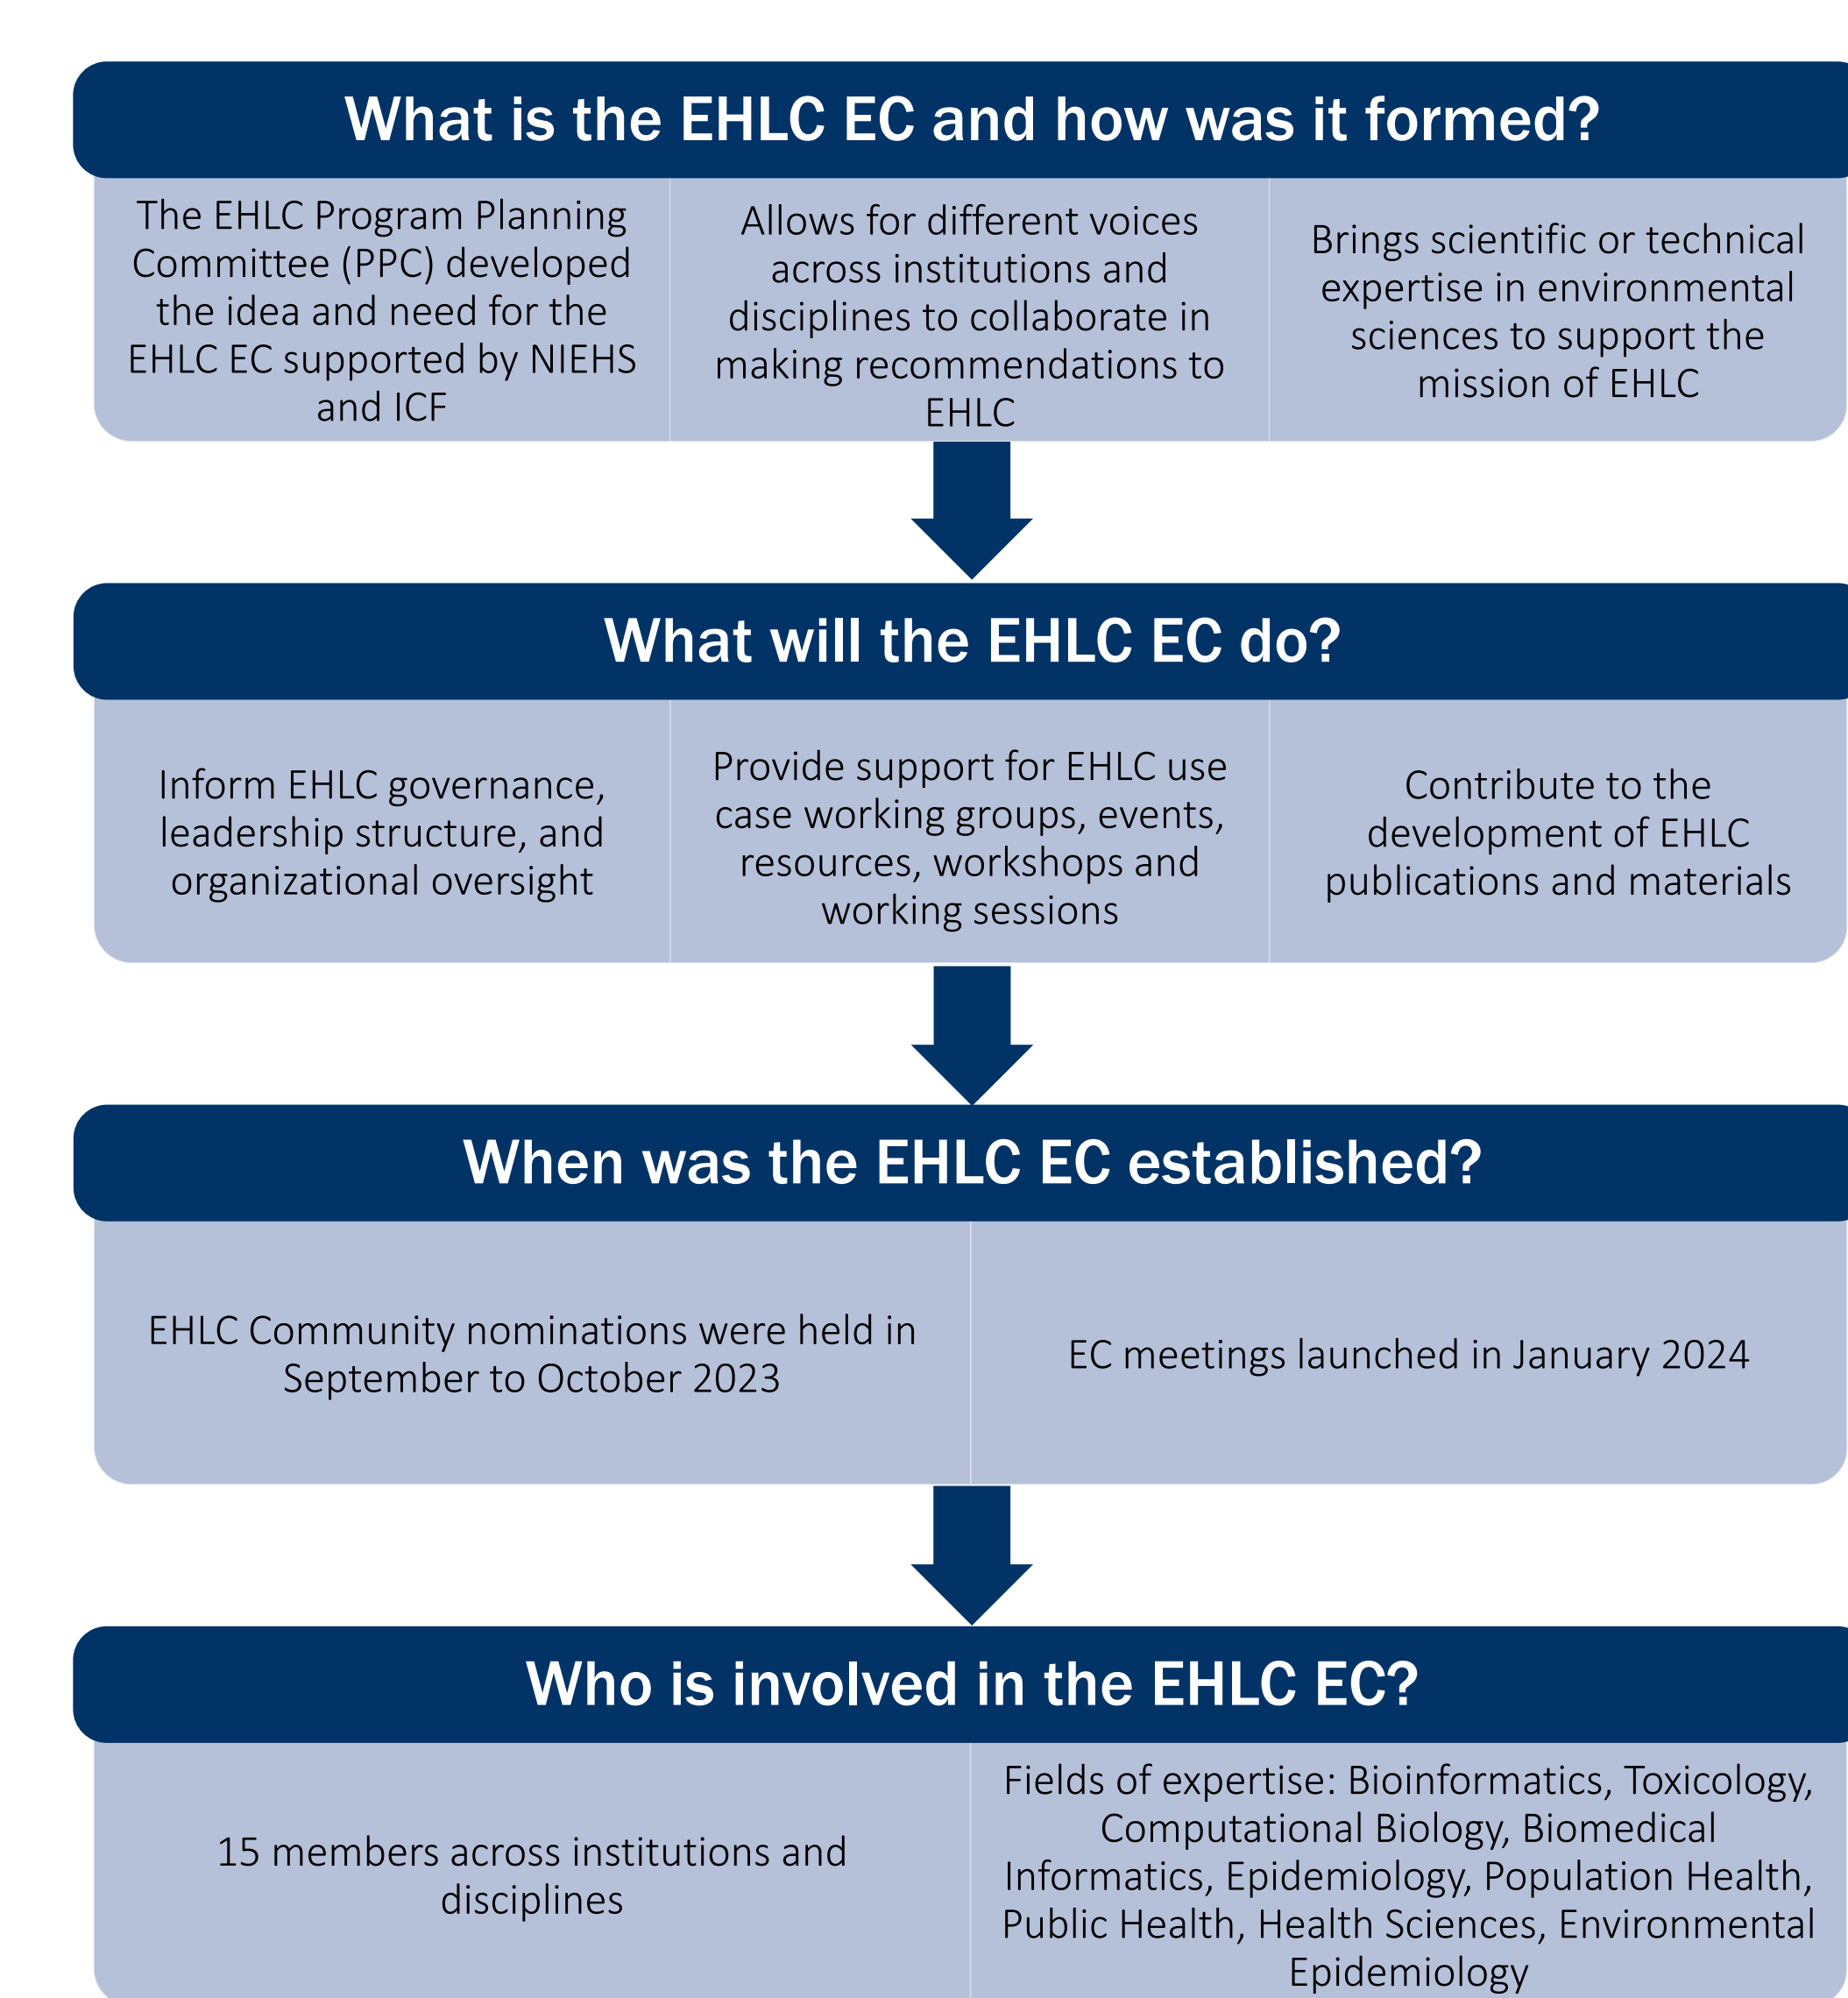 What is the EHLC EC and how was it formed?
The EHLC Program Planning
Committee (PPC) developed
the idea and need for the
EHLC EC supported by NIEHS
and ICF
Allows for different voices
across institutions and
disciplines to collaborate in
making recommendations to
EHLC
Brings scientific or technical
expertise in environmental
sciences to support the
mission of EHLC
What will the EHLC EC do?
Inform EHLC governance,
leadership structure, and
organizational oversight
Provide support for EHLC use
case working groups, events,
resources, workshops and
working sessions
Contribute to the
development of EHLC
publications and materials
When was the EHLC EC established?
EHLC Community nominations were held in
September to October 2023
EC meetings launched in January 2024
Who is involved in the EHLC EC?
15 members across institutions and
disciplines
Fields of expertise: Bioinformatics, Toxicology,
Computational Biology, Biomedical
Informatics, Epidemiology, Population Health,
Public Health, Health Sciences, Environmental
Epidemiology